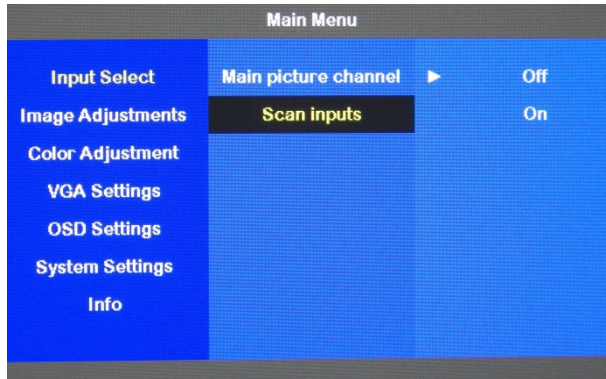 Main Menu
Input Select
Main picture channel
Off
Image Adjustments
Scan inputs
On
Color Adjustment
VGA Settings
OSD Settings
System Settings
Info